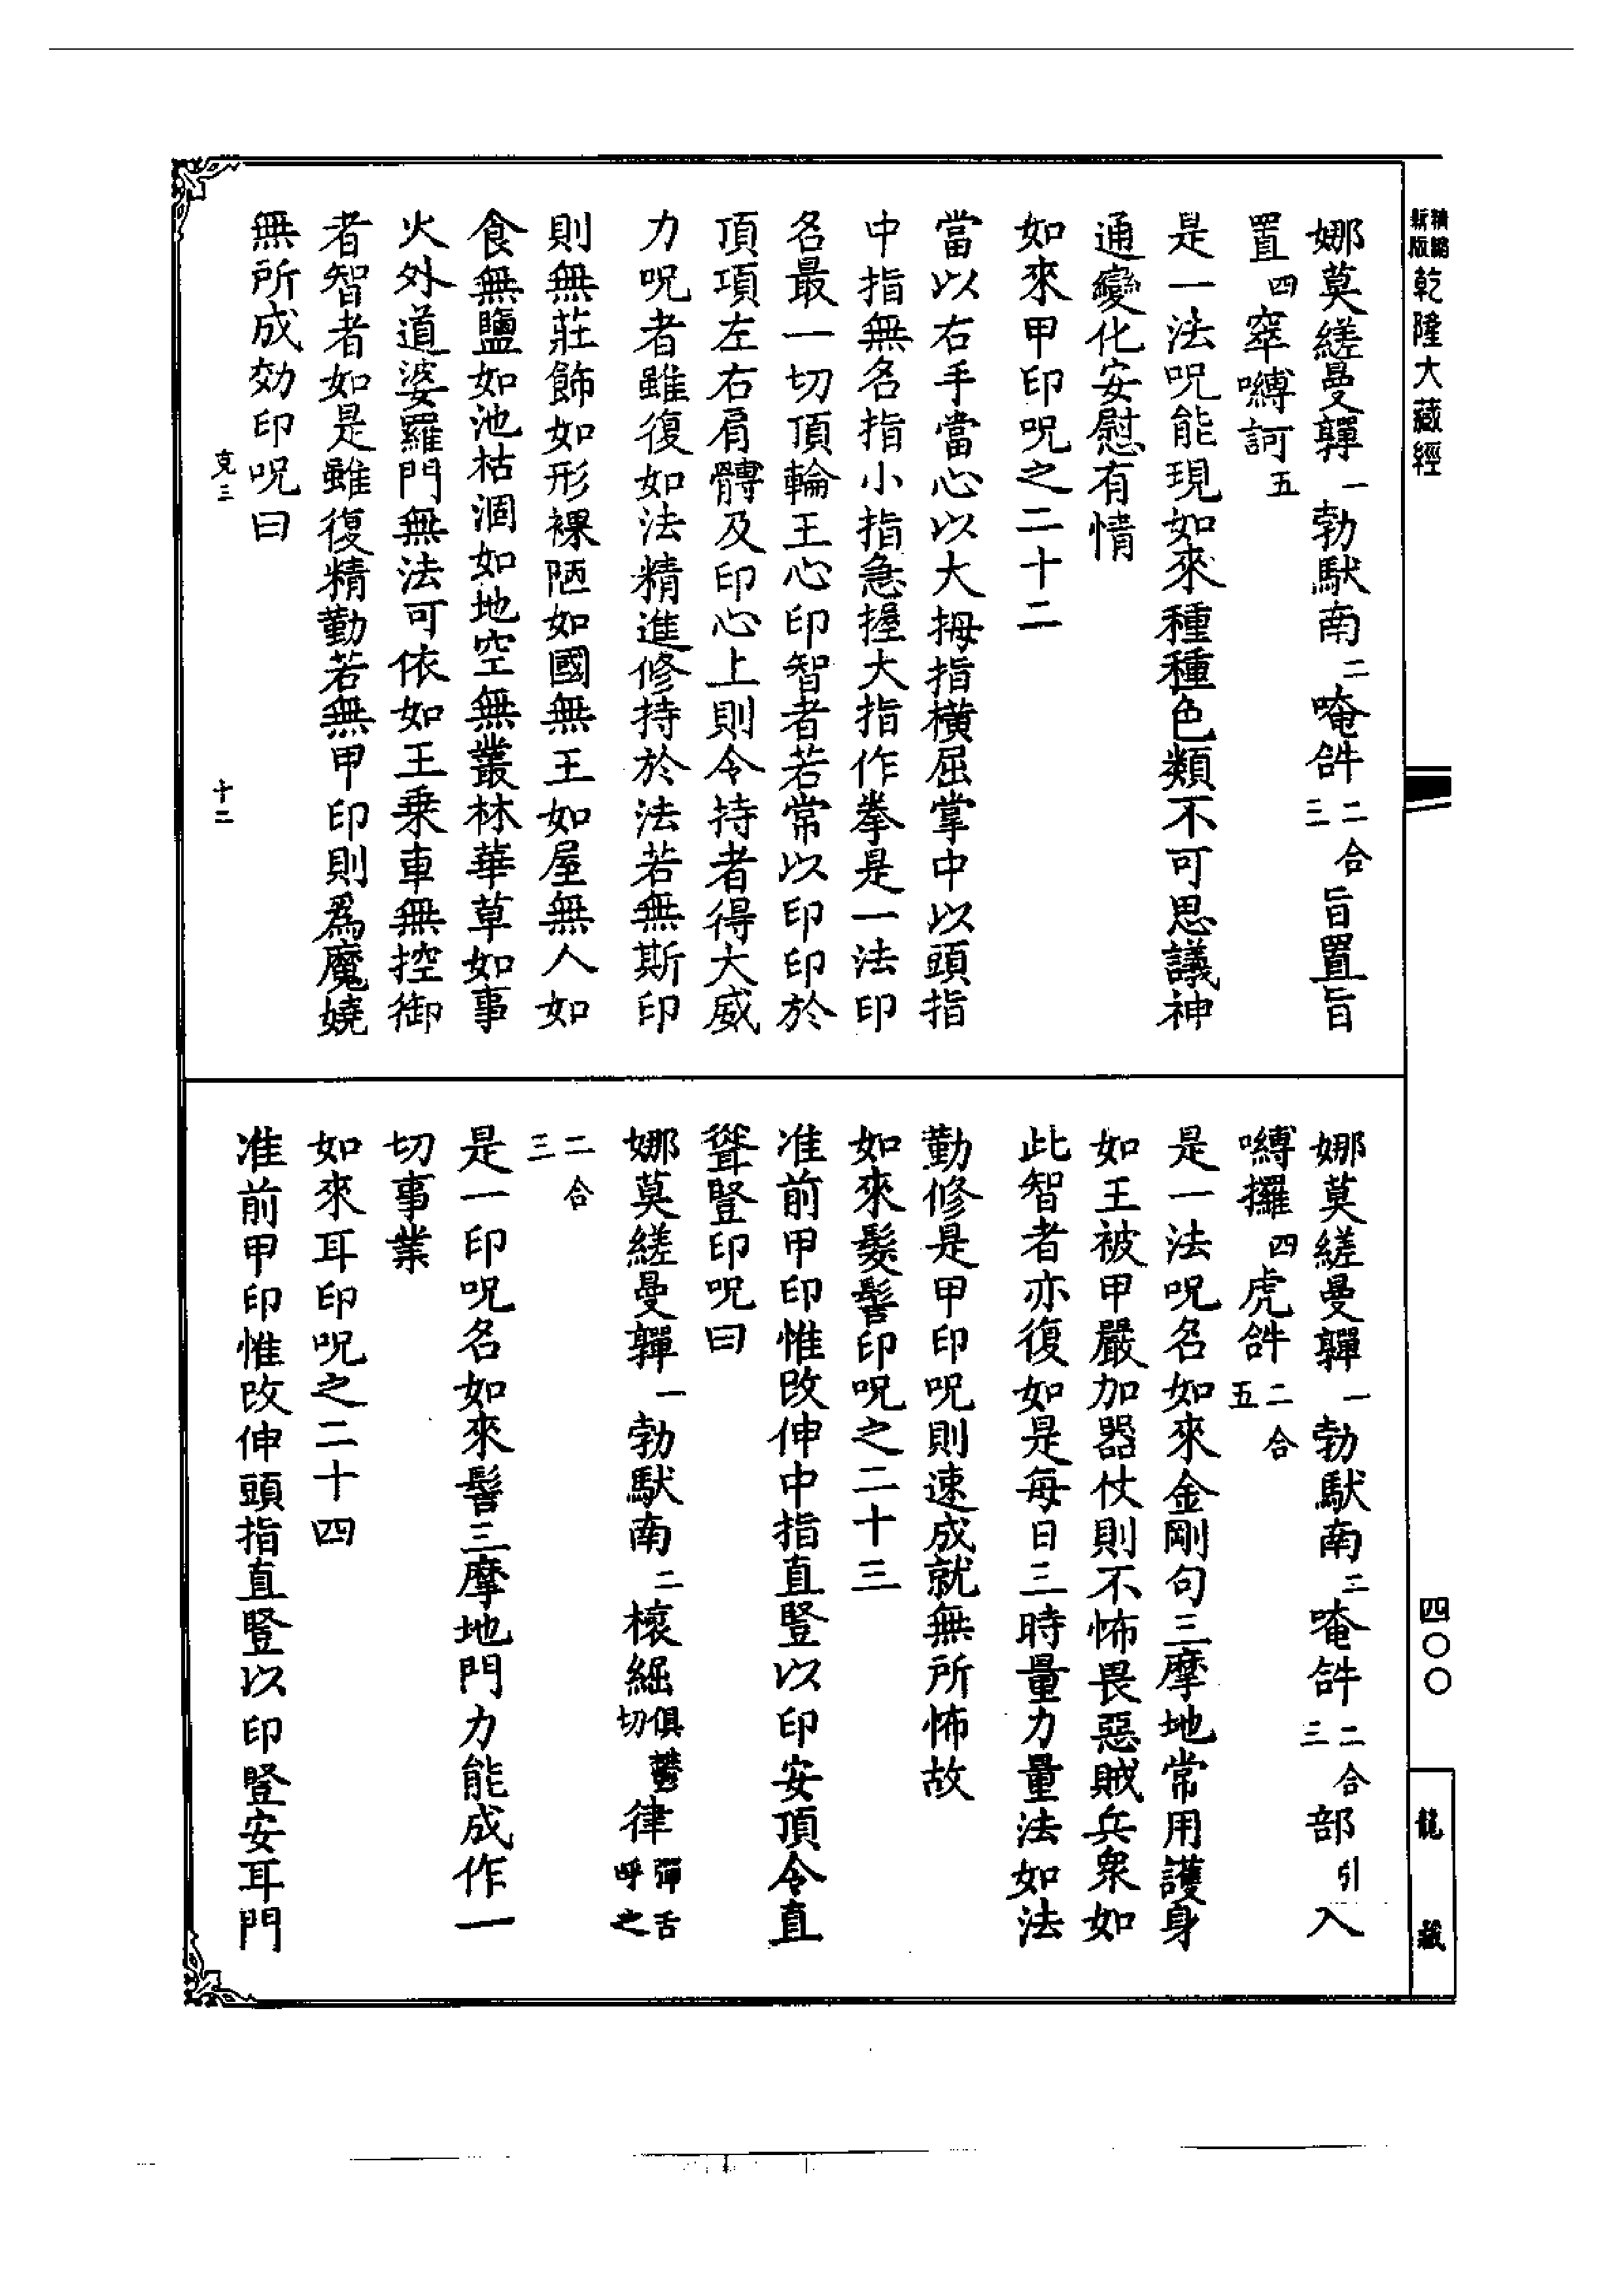 精縮新版乾隆大藏經
四〇〇
龍藏
娜莫縒曼彈一勃馱南二唵𤙖二合三旨置旨
置四窣嚩訶五
是一法呪能現如來種種色類不可思議神
通變化安慰有情
如來甲印呪之二十二
當以右手當心以大拇指橫屈掌中以頭指
中指無名指小指急握大指作拳是一法印
名最一切頂輪王心印智者若常以印印於
頂項左右肩髆及印心上則令持者得大威
力呪者雖復如法精進修持於法若無斯印
則無莊飾如形裸陋如國無王如屋無人如
食無鹽如池枯涸如地空無叢林華草如事
火外道婆羅門無法可依如王乘車無控御
者智者如是雖復精勤若無甲印則為魔嬈
無所成効印呪曰
克三
十二
娜莫縒曼彈一勃馱南二唵𤙖二合三部引入
嚩攞四虎𤙖二合五
是一法呪名如來金剛句三摩地常用護身
如王被甲嚴加器仗則不怖畏惡賊兵眾如
此智者亦復如是每日三時量力量法如法
勤修是甲印呪則速成就無所怖故
如來髮髻印呪之二十三
准前甲印惟改伸中指直豎以印安頂令直
聳豎印呪曰
娜莫縒曼彈一勃馱南二榱䋖俱鬱切律彈舌呼之
二合三
是一印呪名如來髻三摩地門力能成作一
切事業
如來耳印呪之二十四
准前甲印惟改伸頭指直豎以印豎安耳門